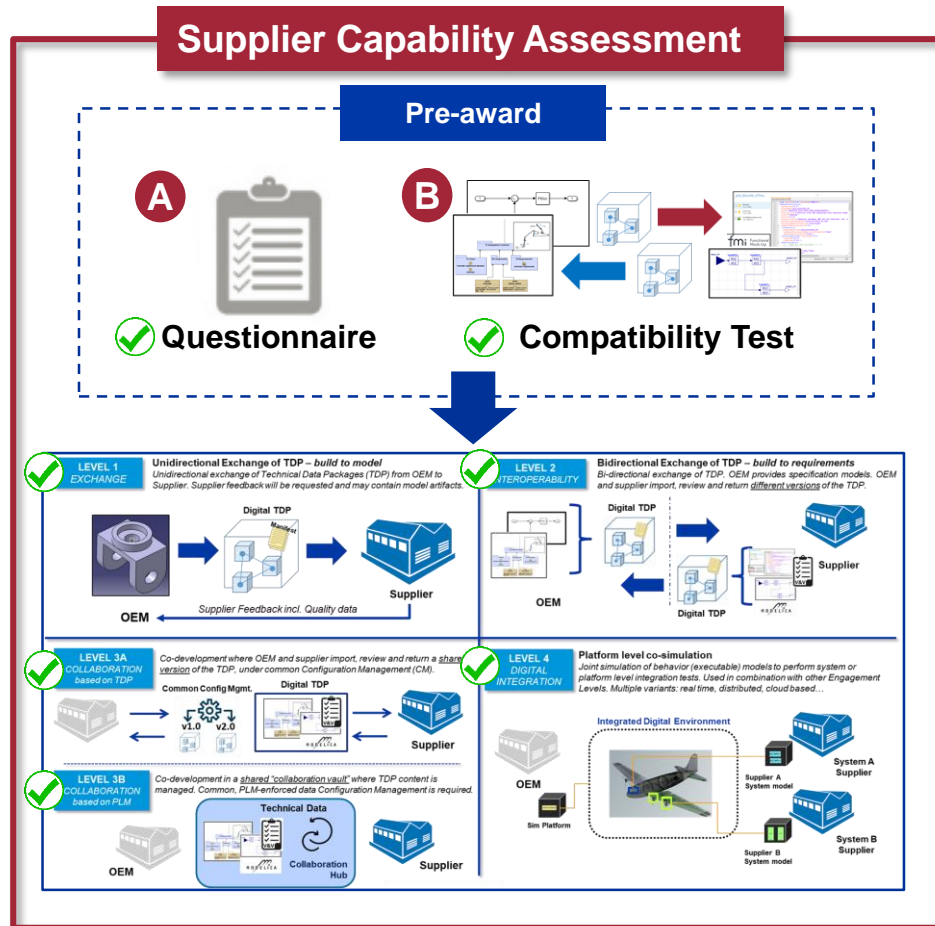 Supplier Capability Assessment
Pre-award
A
B
fmi Functional
Mock-Up
Questionnaire
Compatibility Test
LEVEL 1
EXCHANGE
Unidirectional Exchange of TDP – build to model
Unidirectional exchange of Technical Data Packages (TDP) from OEM to
Supplier. Supplier feedback will be requested and may contain model artifacts.
Digital TDP
Manifest
Supplier
Supplier Feedback incl. Quality data
OEM
LEVEL 2
INTEROPERABILITY
Bidirectional Exchange of TDP – build to requirements
Bi-directional exchange of TDP. OEM provides specification models. OEM
and supplier import, review and return different versions of the TDP.
Digital TDP
Supplier
V&V
MODELICA
Digital TDP
OEM
LEVEL 3A
COLLABORATION
based on TDP
Co-development where OEM and supplier import, review and return a shared
version of the TDP, under common Configuration Management (CM).
Common Config Mgmt.
Digital TDP
v1.0
v2.0
V&V
MODELICA
Supplier
LEVEL 3B
COLLABORATION
based on PLM
Co-development in a shared "collaboration vault" where TDP content is
managed. Common, PLM-enforced data Configuration Management is required.
Technical Data
V&V
MODELICA
Collaboration
Hub
OEM
Supplier
LEVEL 4
DIGITAL
INTEGRATION
Platform level co-simulation
Joint simulation of behavior (executable) models to perform system or
platform level integration tests. Used in combination with other Engagement
Levels. Multiple variants: real time, distributed, cloud based…
Integrated Digital Environment
OEM
Sim Platform
Supplier A
System model
System A
Supplier
Supplier B
System model
System B
Supplier